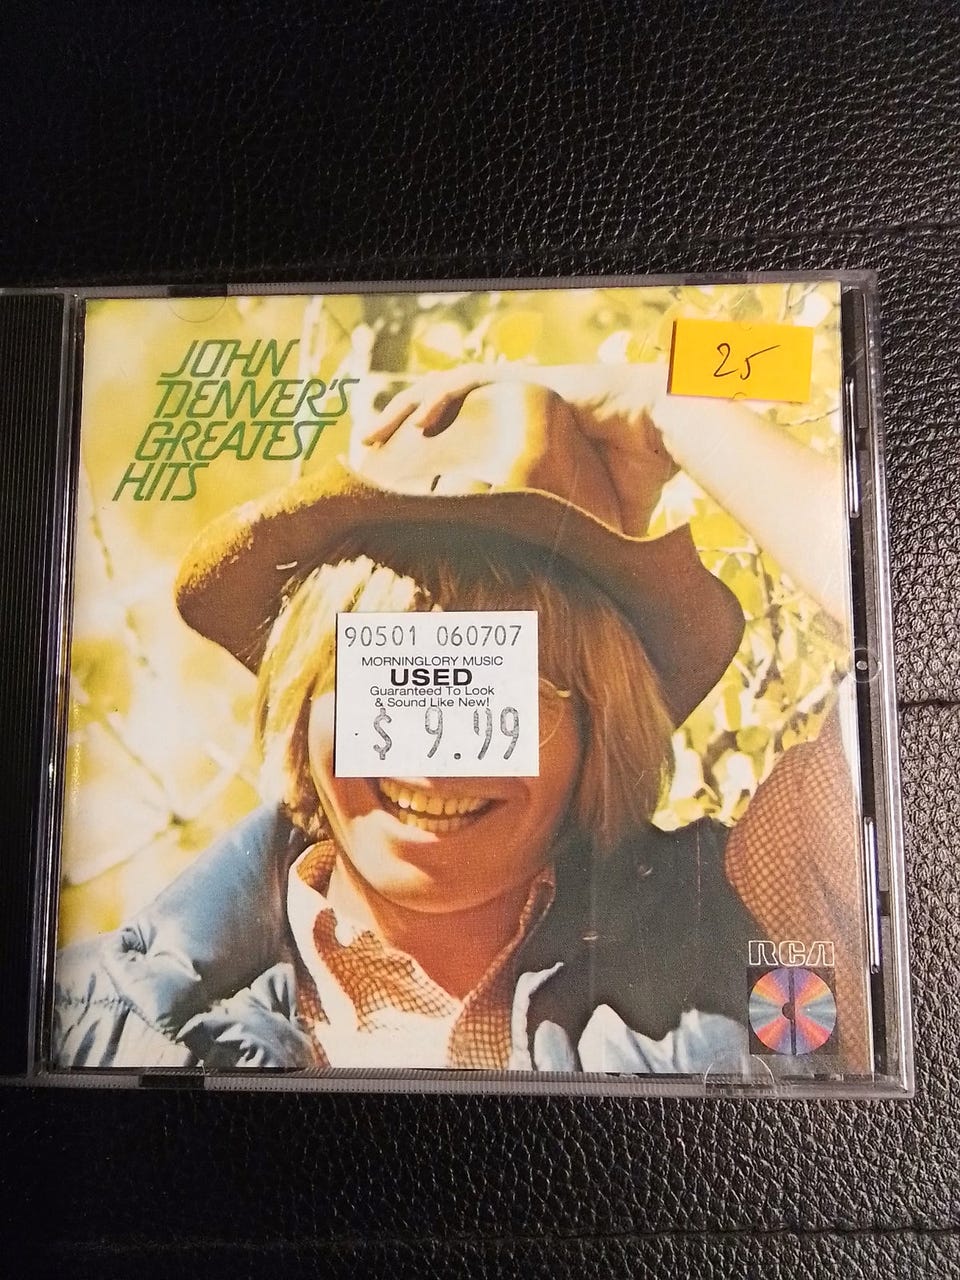 JOHN
DENVER'S
GREATEST
HITS
25
90501 060707
MORNINGLORY MUSIC
USED
Guaranteed To Look
& Sound Like New!
$ 9.99
RCA